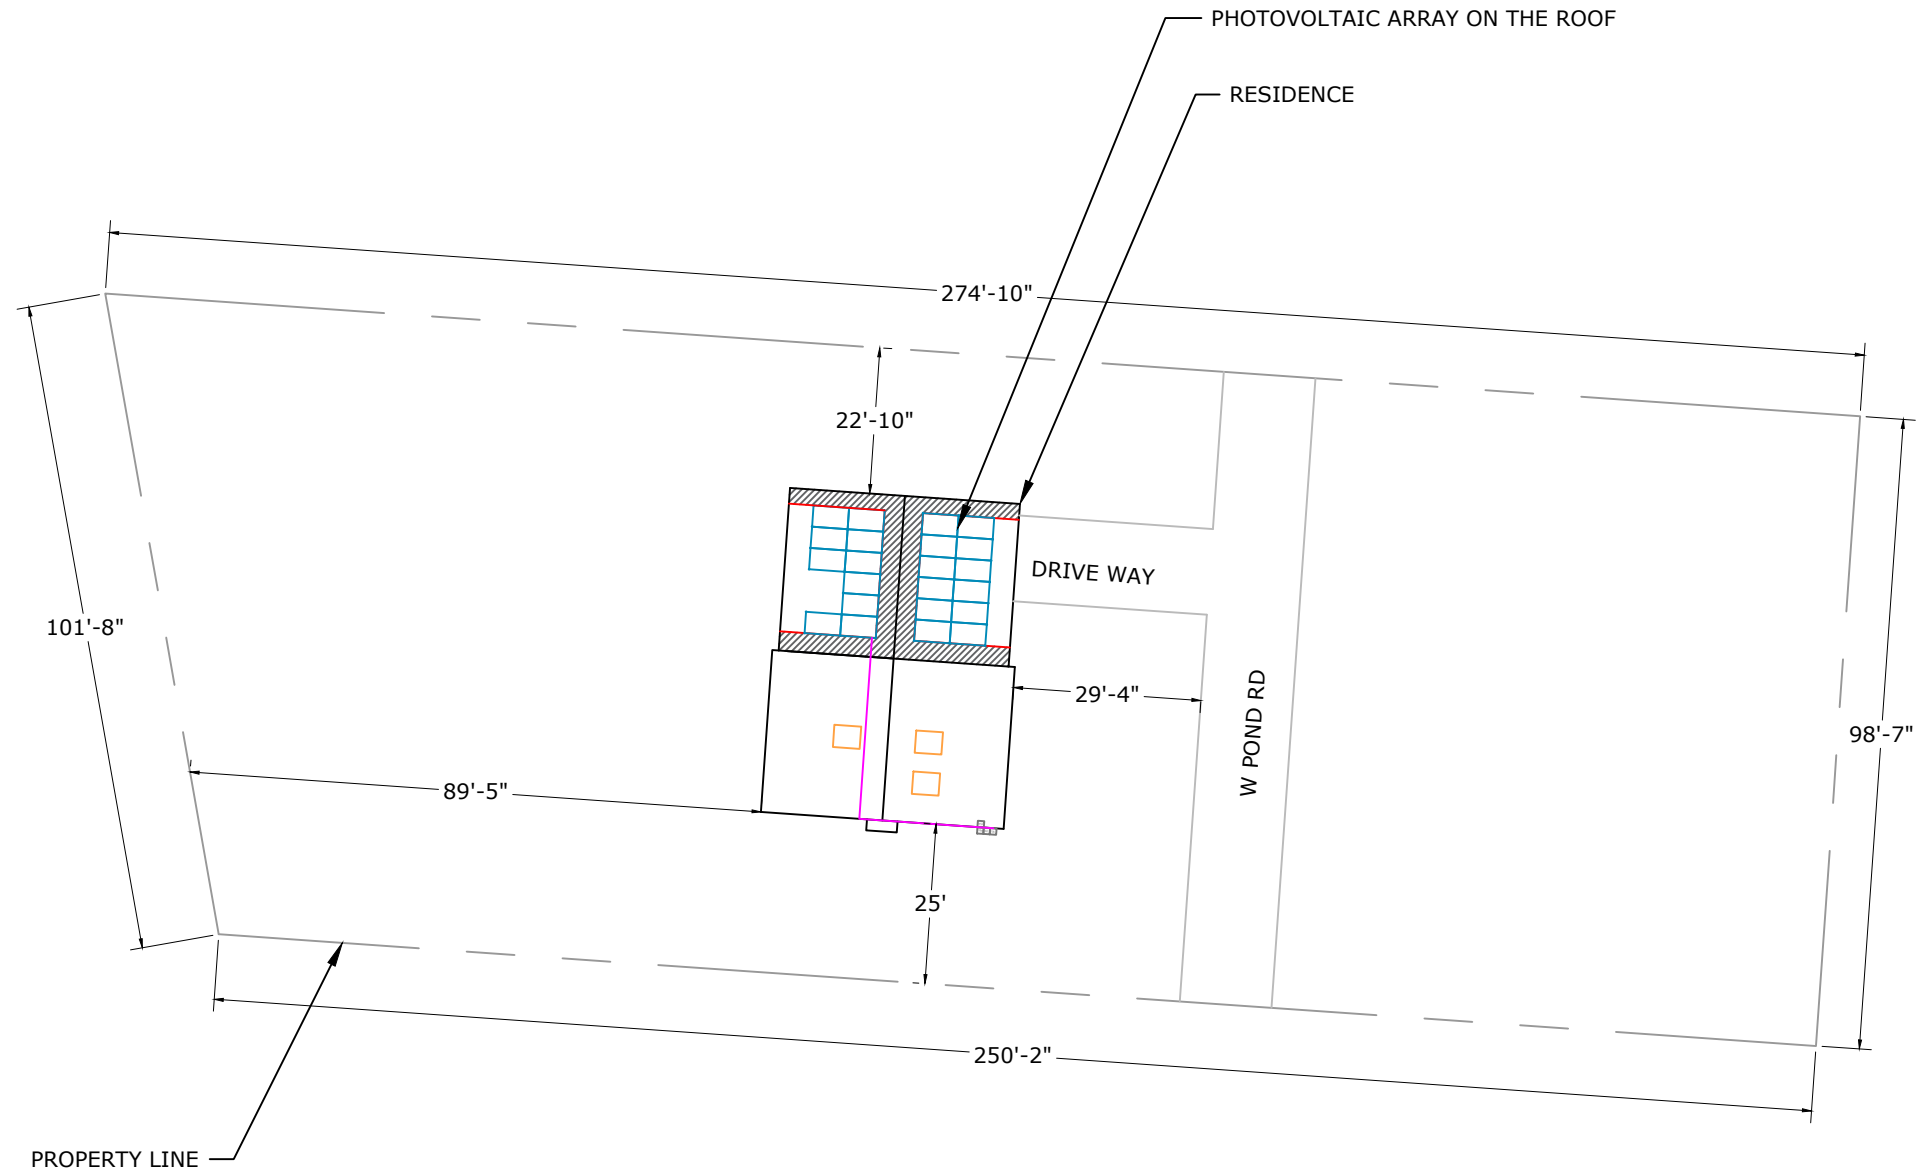 PHOTOVOLTAIC ARRAY ON THE ROOF
RESIDENCE
274'-10"
22'-10"
DRIVE WAY
101'-8"
29'-4"
W POND RD
98'-7"
89'-5"
25'
250'-2"
PROPERTY LINE